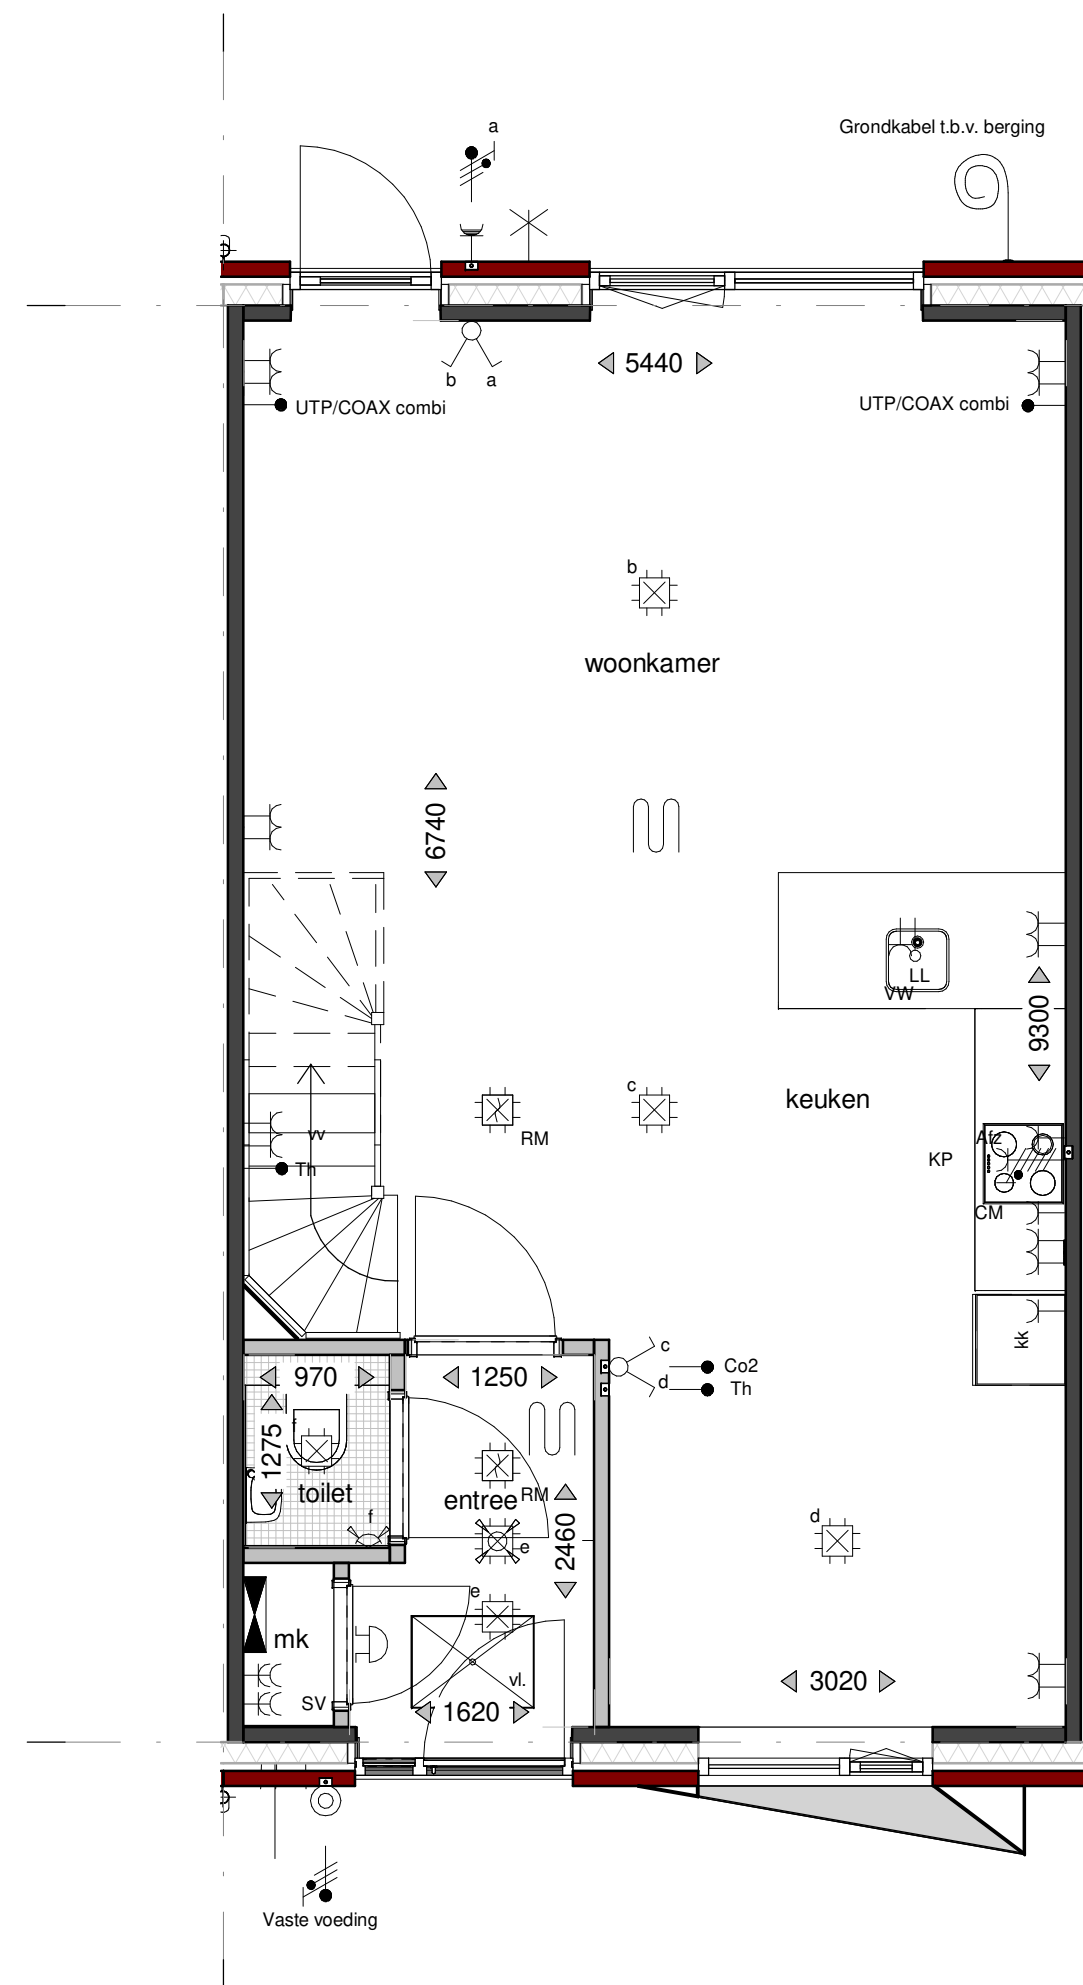 a
Grondkabel t.b.v. berging
b
a
5440
UTP/COAX combi
UTP/COAX combi
b
woonkamer
6740
LL
VW
9300
c
keuken
RM
vv
Th
Afz
KP
CM
kk
c
Co2
d
Th
970
1250
1275
f
toilet
f
entree
RM
e
2460
d
e
mk
vl.
SV
1620
3020
Vaste voeding